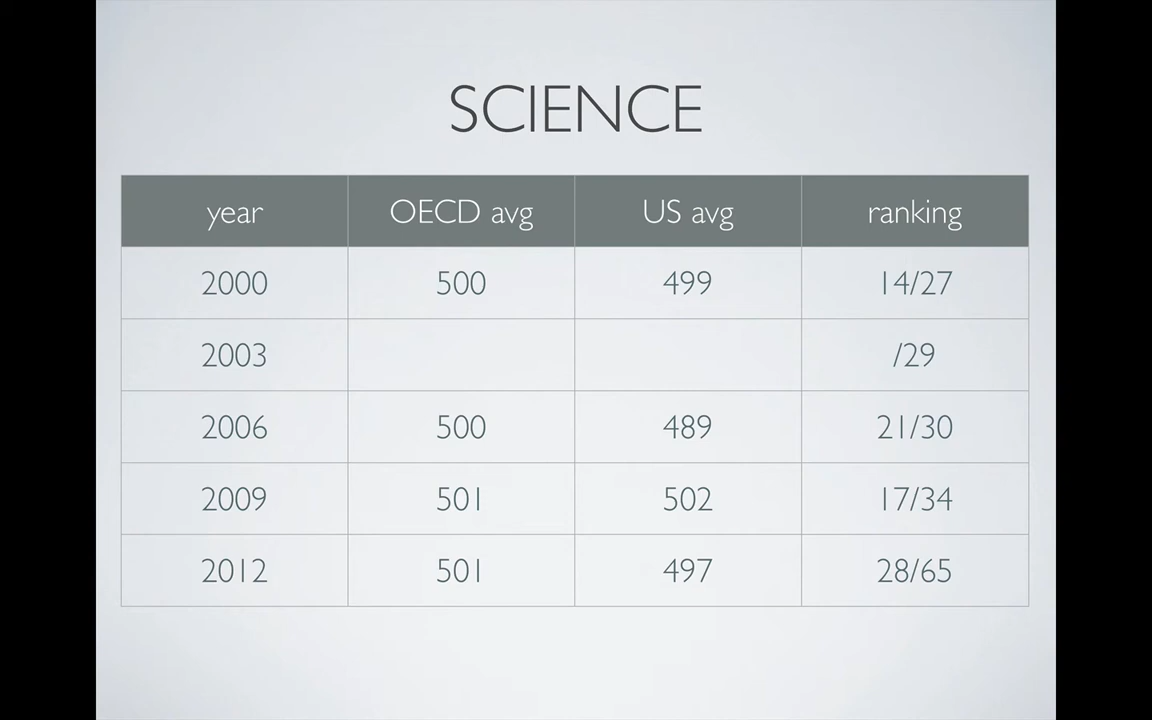 SCIENCE
year OECD avg US avg ranking
2000 500 499 14/27
2003 /29
2006 500 489 21/30
2009 501 502 17/34
2012 501 497 28/65